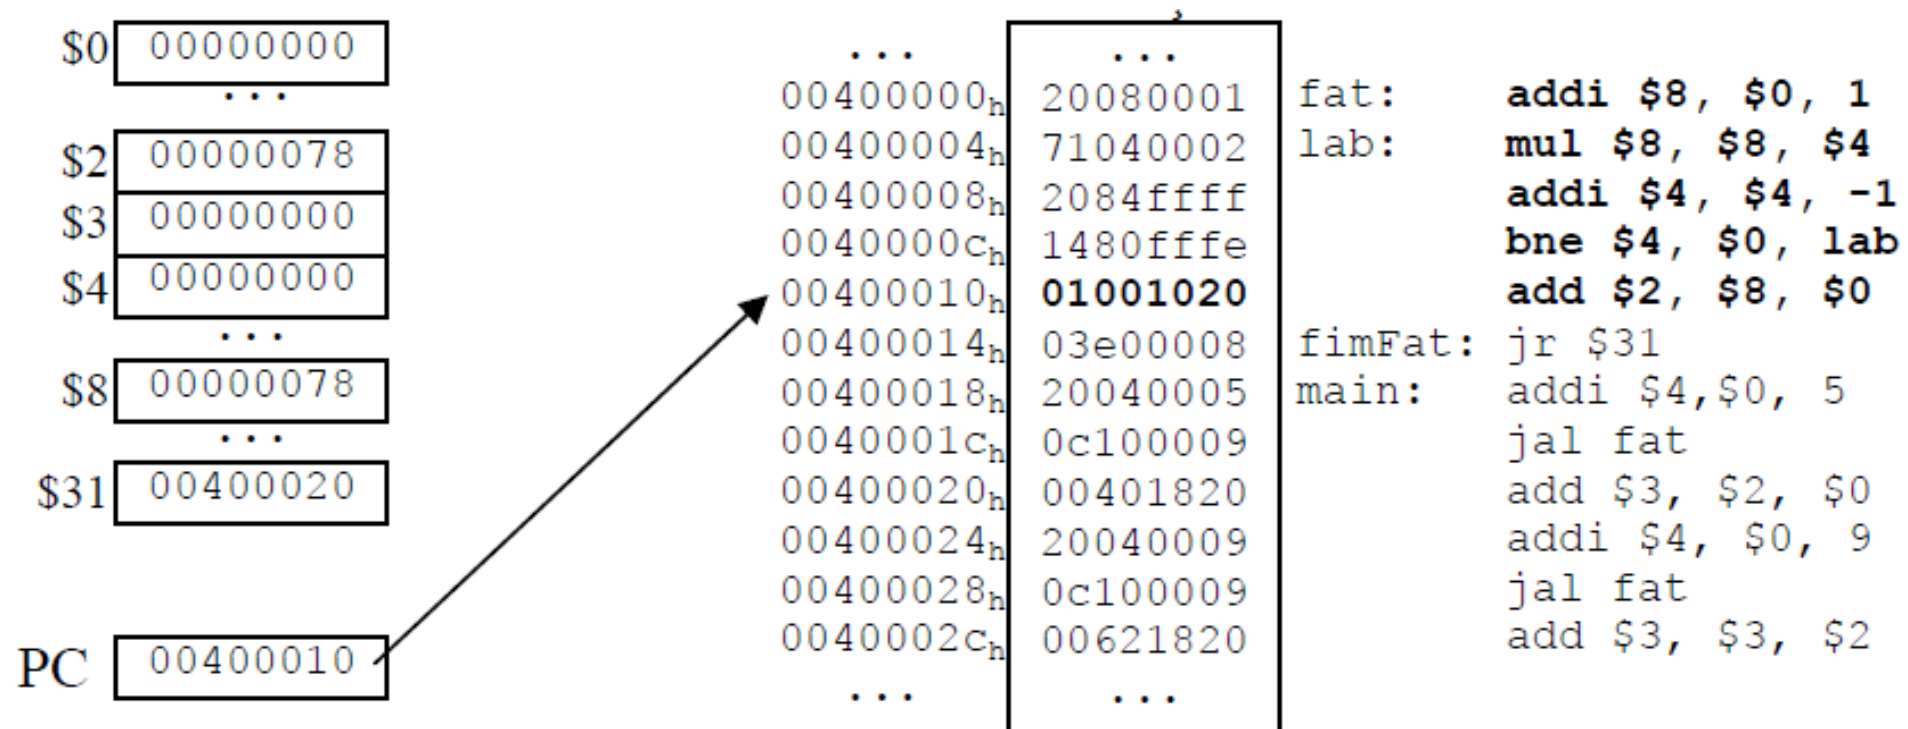 $0 00000000
...
$2 00000078
$3 00000000
$4 00000000
...
$8 00000078
...
$31 00400020
PC 00400010
... ...
00400000h 20080001 fat: addi $8, $0, 1
00400004h 71040002 lab: mul $8, $8, $4
00400008h 2084ffff addi $4, $4, -1
0040000ch 1480fffe bne $4, $0, lab
00400010h 01001020 add $2, $8, $0
00400014h 03e00008 fimFat: jr $31
00400018h 20040005 main: addi $4,$0, 5
0040001ch 0c100009 jal fat
00400020h 00401820 add $3, $2, $0
00400024h 20040009 addi $4, $0, 9
00400028h 0c100009 jal fat
0040002ch 00621820 add $3, $3, $2
... ...